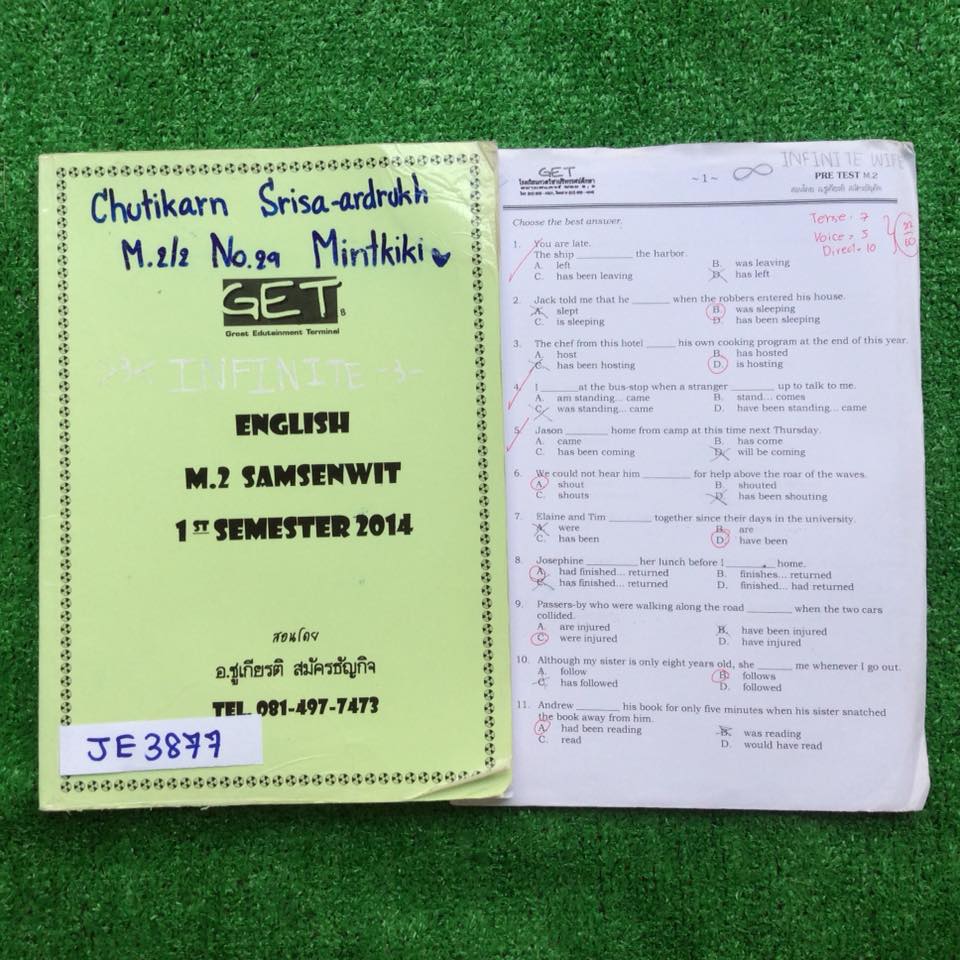 Chutikarn Srisa-ardrukh
M.2/2 No.29 Mintkiki
GET
Great Edutainment Terminal
INFINITE -3-
ENGLISH
M.2 SAMSENWIT
1ST SEMESTER 2014
สอนโดย
อ.ชูเกียรติ สมัครธัญกิจ
TEL. 081-497-7473
JE3877
GET
~1~ ∞
INFINITE WIFE
PRE TEST M.2
Choose the best answer.
Tense = 7
Voice = 5
Direct = 10
1. You are late.
The ship ________ the harbor.
A. left B. was leaving
C. has been leaving D. has left
2. Jack told me that he _______ when the robbers entered his house.
A. slept B. was sleeping
C. is sleeping D. has been sleeping
3. The chef from this hotel _____ his own cooking program at the end of this year.
A. host B. has hosted
C. has been hosting D. is hosting
4. I ______at the bus-stop when a stranger ________ up to talk to me.
A. am standing... came B. stand... comes
C. was standing... came D. have been standing... came
5. Jason ________ home from camp at this time next Thursday.
A. came B. has come
C. has been coming D. will be coming
6. We could not hear him ________ for help above the roar of the waves.
A. shout B. shouted
C. shouts D. has been shouting
7. Elaine and Tim ________ together since their days in the university.
A. were B. are
C. has been D. have been
8. Josephine ________ her lunch before I ________ home.
A. had finished... returned B. finishes... returned
C. has finished... returned D. finished... had returned
9. Passers-by who were walking along the road ________ when the two cars
collided.
A. are injured B. have been injured
C. were injured D. have injured
10. Although my sister is only eight years old, she ______ me whenever I go out.
A. follow B. follows
C. has followed D. followed
11. Andrew ________ his book for only five minutes when his sister snatched
the book away from him.
A. had been reading B. was reading
C. read D. would have read